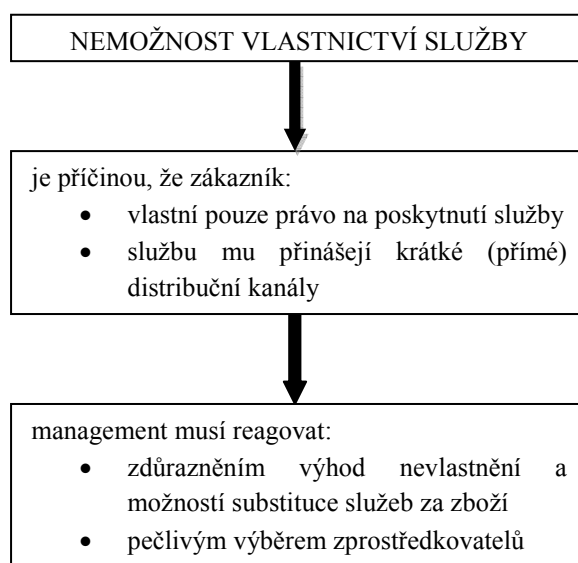 NEMOŽNOST VLASTNICTVÍ SLUŽBY
je příčinou, že zákazník:
• vlastní pouze právo na poskytnutí služby
• službu mu přinášejí krátké (přímé)
distribuční kanály
management musí reagovat:
• zdůrazněním výhod nevlastnění a
možností substituce služeb za zboží
• pečlivým výběrem zprostředkovatelů